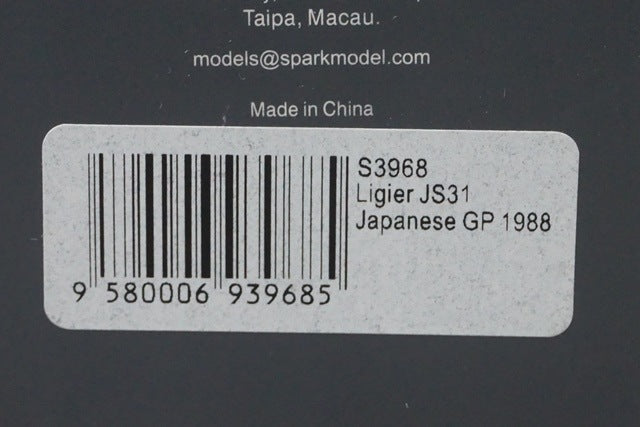 Taipa, Macau.
models@sparkmodel.com
Made in China
S3968
Ligier JS31
Japanese GP 1988
9 580006 939685